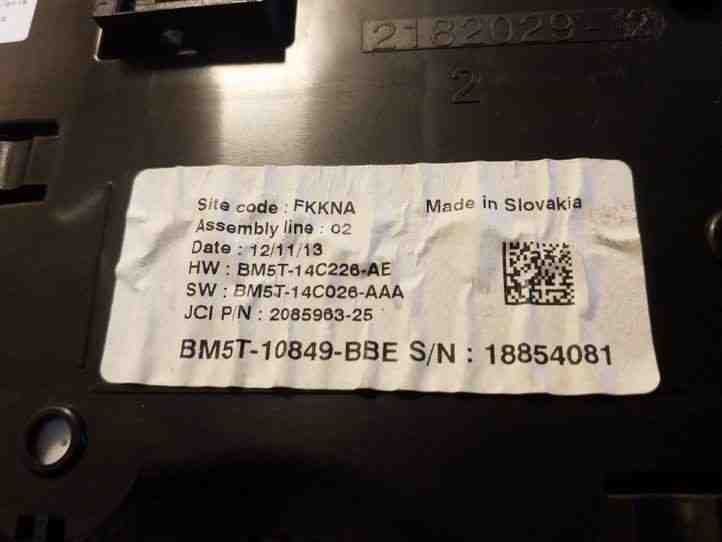 2182029-2
2
Site code : FKKNA Made in Slovakia
Assembly line : 02
Date : 12/11/13
HW : BM5T-14C226-AE
SW : BM5T-14C026-AAA
JCI P/N : 2085963-25
BM5T-10849-BBE S/N : 18854081